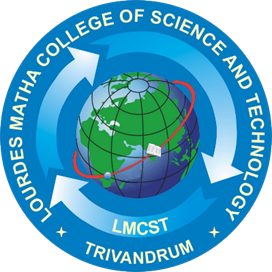 LOURDES MATHA COLLEGE OF SCIENCE AND TECHNOLOGY
LMCST
TRIVANDRUM